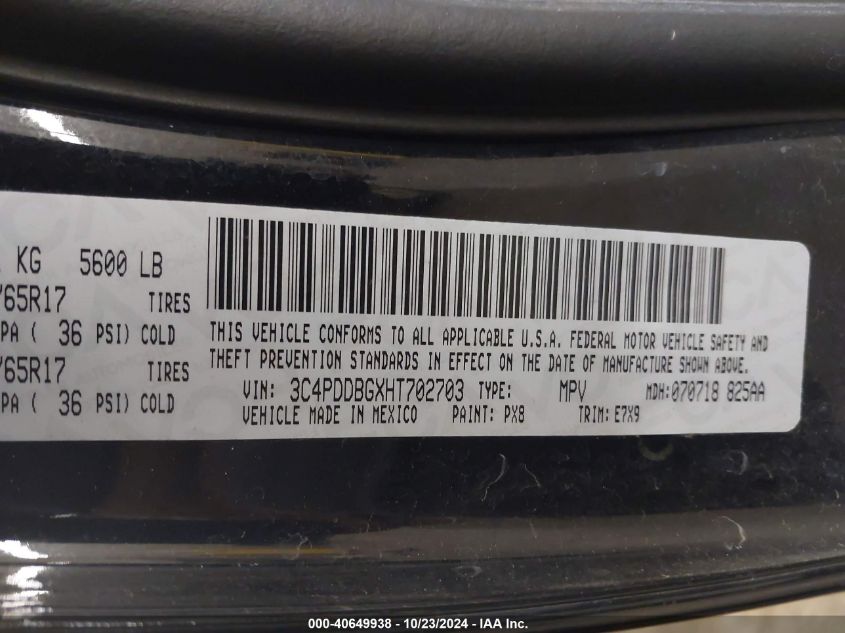 KG 5600 LB
65R17 TIRES
PA ( 36 PSI) COLD
65R17 TIRES
PA ( 36 PSI) COLD
THIS VEHICLE CONFORMS TO ALL APPLICABLE U.S.A. FEDERAL MOTOR VEHICLE SAFETY AND
THEFT PREVENTION STANDARDS IN EFFECT ON THE DATE OF MANUFACTURE SHOWN ABOVE.
VIN: 3C4PDDBGXHT702703 TYPE: MPV MDH:070718 825AA
VEHICLE MADE IN MEXICO PAINT: PX8 TRIM: E7X9
000-40649938 - 10/23/2024 - IAA Inc.